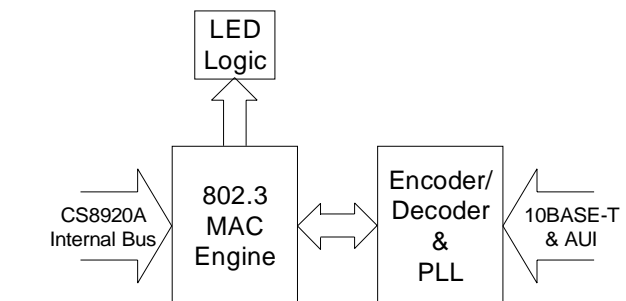 LED
Logic
CS8920A
Internal Bus
802.3
MAC
Engine
Encoder/
Decoder
&
PLL
10BASE-T
& AUI